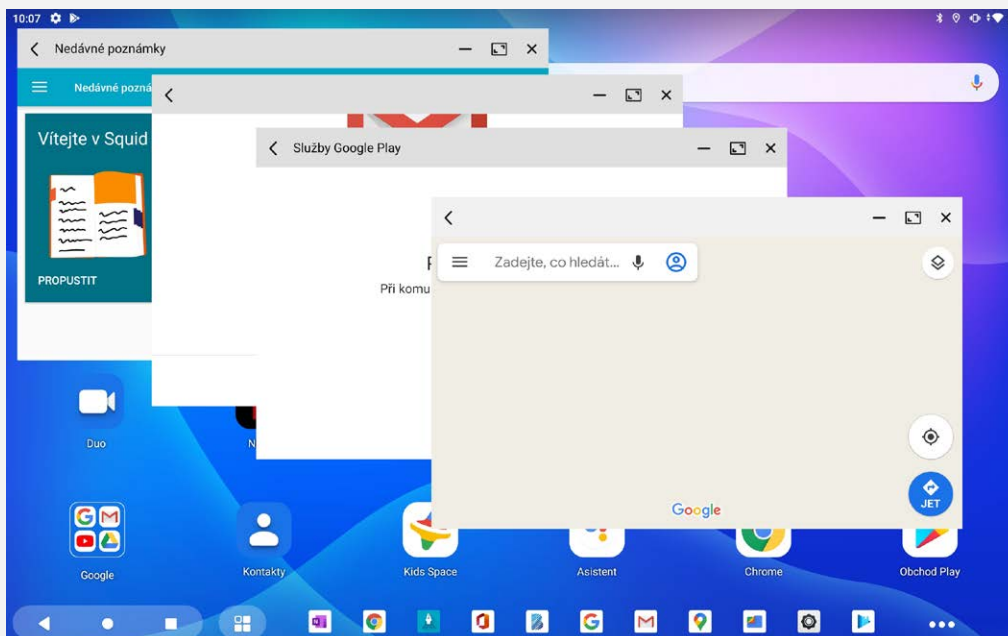 10:07
Nedávné poznámky
Nedávné pozná
Vítejte v Squid
Služby Google Play
Zadejte, co hledát...
Při komu
PROPUSTIT
JET
Google
Duo
N
Google
Kontakty
Kids Space
Asistent
Chrome
Obchod Play